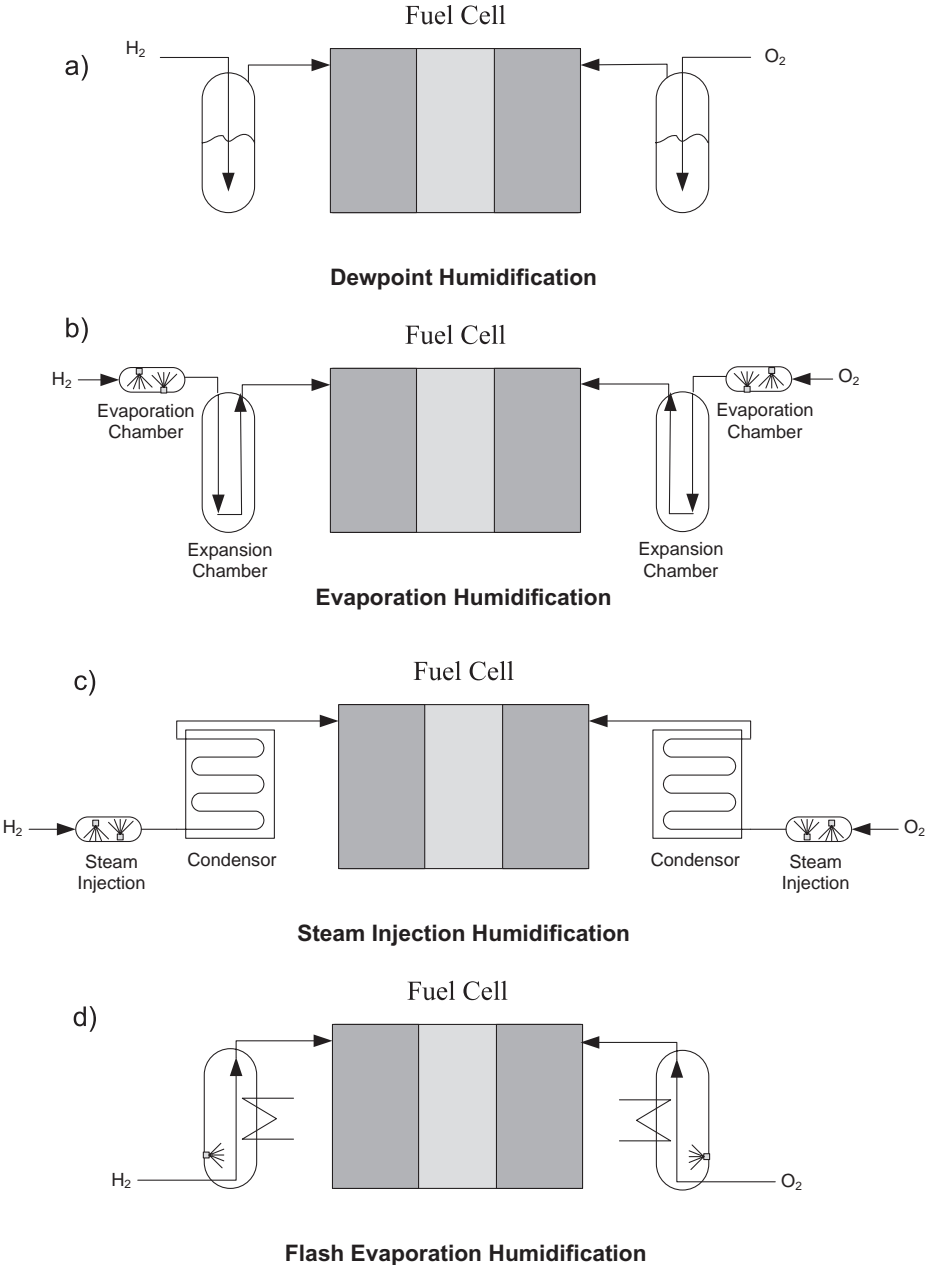 Fuel Cell
a)
H₂
O₂
Dewpoint Humidification
b)
Fuel Cell
H₂
O₂
Evaporation
Chamber
Evaporation
Chamber
Expansion
Chamber
Expansion
Chamber
Evaporation Humidification
c)
Fuel Cell
H₂
O₂
Steam
Injection
Condensor
Condensor
Steam
Injection
Steam Injection Humidification
d)
Fuel Cell
H₂
O₂
Flash Evaporation Humidification